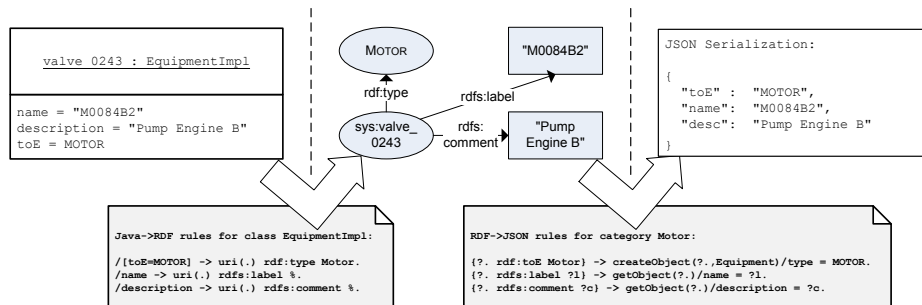 valve 0243 : EquipmentImpl
name = "M0084B2"
description = "Pump Engine B"
toE = MOTOR
MOTOR
"M0084B2"
rdf:type
rdfs:label
sys:valve_
0243
rdfs:
comment
"Pump
Engine B"
JSON Serialization:
{
"toE" : "MOTOR",
"name": "M0084B2",
"desc": "Pump Engine B"
}
Java->RDF rules for class EquipmentImpl:
/[toE=MOTOR] -> uri(.) rdf:type Motor.
/name -> uri(.) rdfs:label %.
/description -> uri(.) rdfs:comment %.
RDF->JSON rules for category Motor:
{?. rdf:toE Motor} -> createObject(?.,Equipment)/type = MOTOR.
{?. rdfs:label ?l} -> getObject(?.)/name = ?l.
{?. rdfs:comment ?c} -> getObject(?.)/description = ?c.